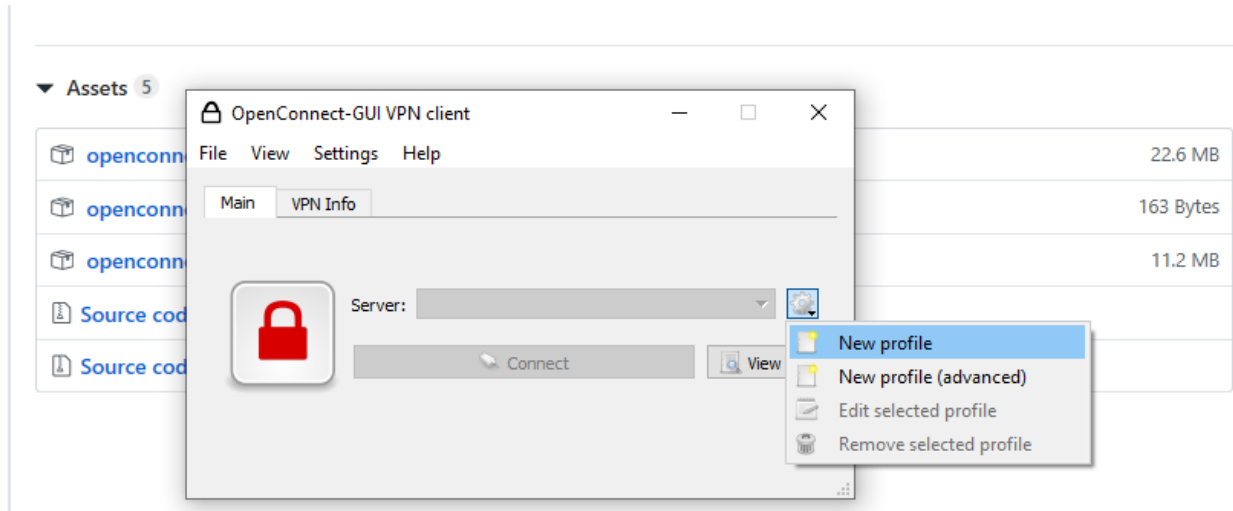 Assets 5
OpenConnect-GUI VPN client
File View Settings Help
openconn 22.6 MB
Main VPN Info
openconn 163 Bytes
openconn 11.2 MB
Server:
Source cod
New profile
Connect
View
Source cod
New profile (advanced)
Edit selected profile
Remove selected profile